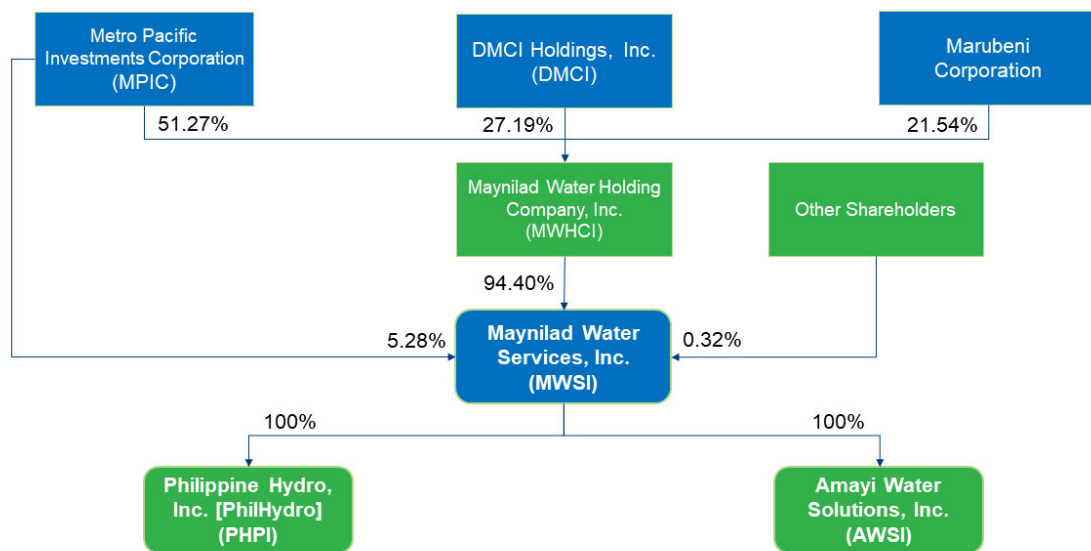 Metro Pacific
Investments Corporation
(MPIC)
DMCI Holdings, Inc.
(DMCI)
Marubeni
Corporation
51.27%
27.19%
21.54%
Maynilad Water Holding
Company, Inc.
(MWHCI)
Other Shareholders
94.40%
5.28%
Maynilad Water
Services, Inc.
(MWSI)
0.32%
100%
100%
Philippine Hydro,
Inc. [PhilHydro]
(PHPI)
Amayi Water
Solutions, Inc.
(AWSI)